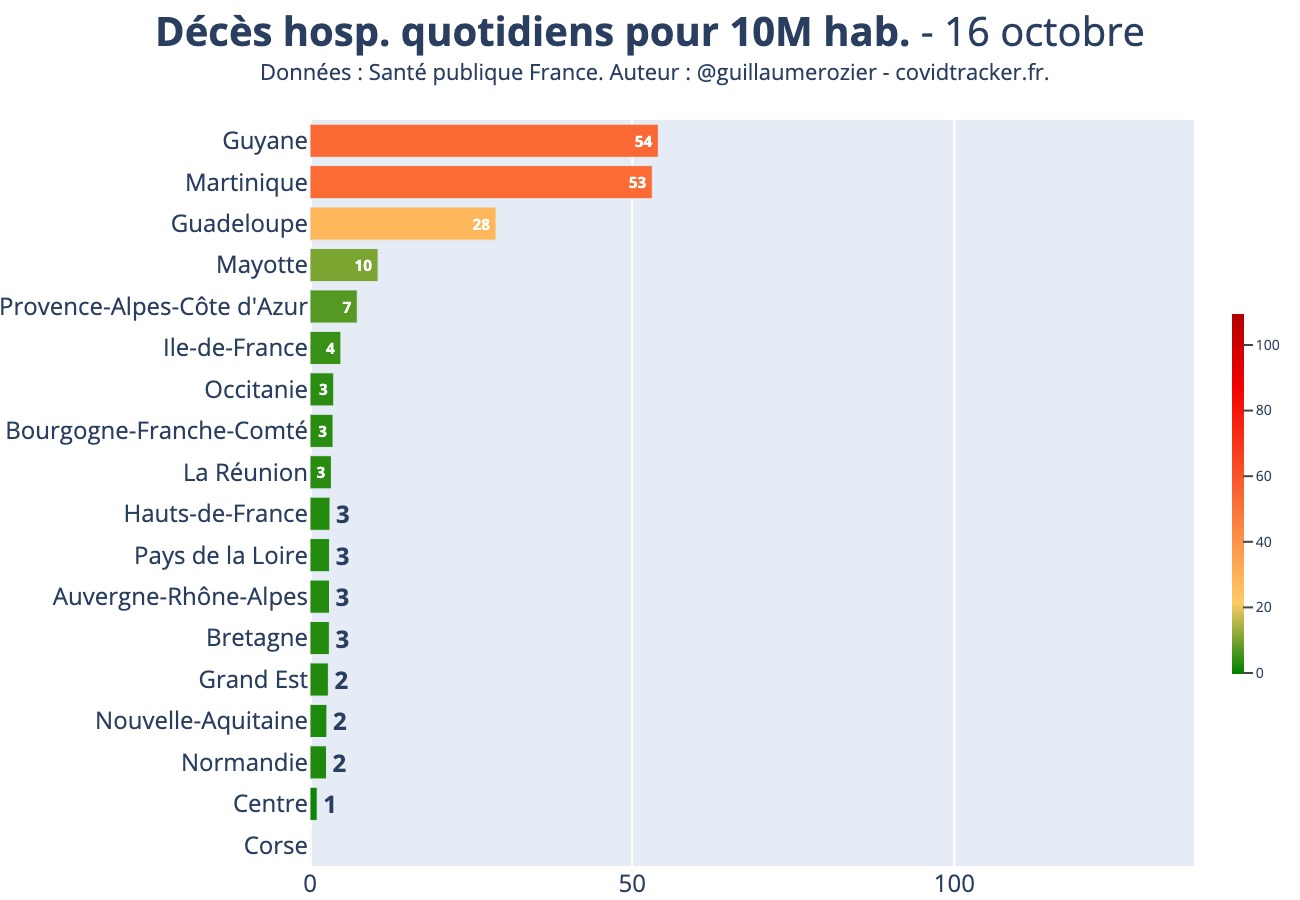 Décès hosp. quotidiens pour 10M hab. - 16 octobre
Données : Santé publique France. Auteur : @guillaumerozier - covidtracker.fr.
Guyane 54
Martinique 53
Guadeloupe 28
Mayotte 10
Provence-Alpes-Côte d'Azur 7
Ile-de-France 4
Occitanie 3
Bourgogne-Franche-Comté 3
La Réunion 3
Hauts-de-France 3
Pays de la Loire 3
Auvergne-Rhône-Alpes 3
Bretagne 3
Grand Est 2
Nouvelle-Aquitaine 2
Normandie 2
Centre 1
Corse
0 50 100
100
80
60
40
20
0